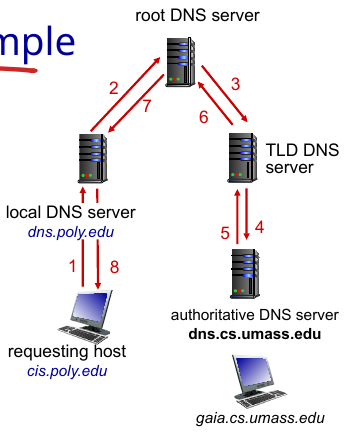 root DNS server
mple
2
3
7
6
TLD DNS
server
local DNS server
dns.poly.edu
5
4
1
8
authoritative DNS server
dns.cs.umass.edu
requesting host
cis.poly.edu
gaia.cs.umass.edu